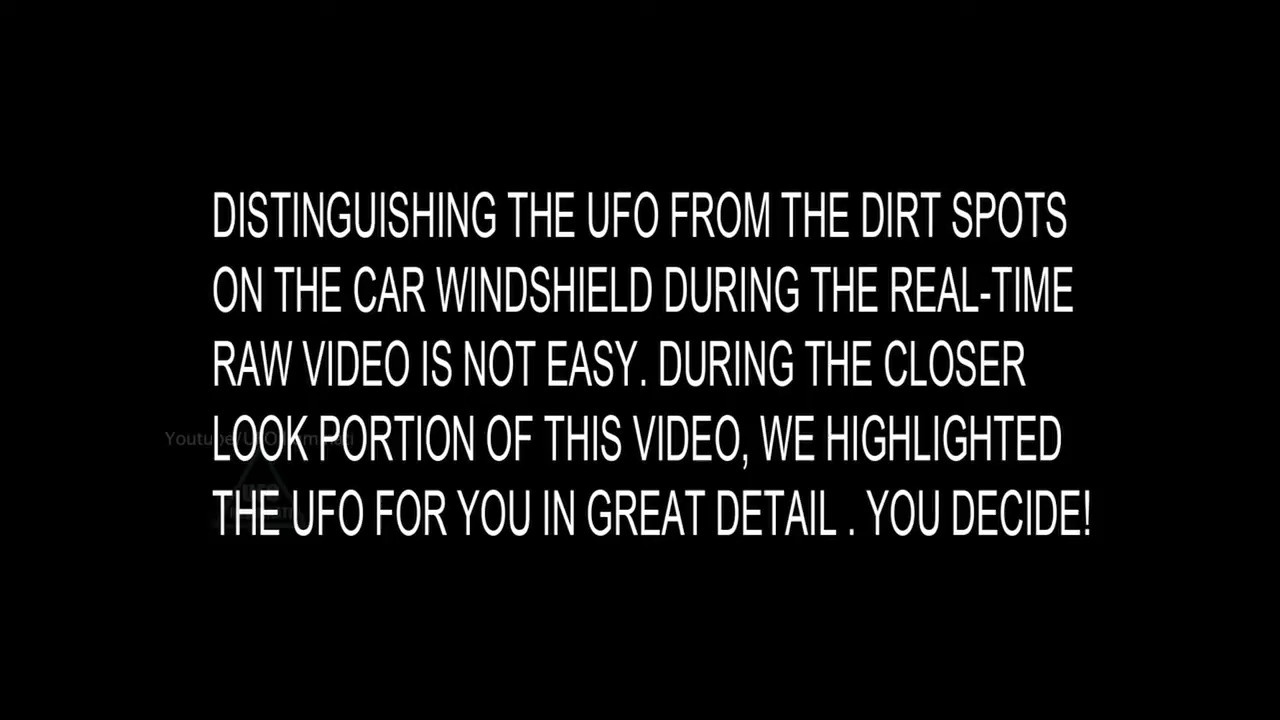 DISTINGUISHING THE UFO FROM THE DIRT SPOTS
ON THE CAR WINDSHIELD DURING THE REAL-TIME
RAW VIDEO IS NOT EASY. DURING THE CLOSER
LOOK PORTION OF THIS VIDEO, WE HIGHLIGHTED
THE UFO FOR YOU IN GREAT DETAIL . YOU DECIDE!